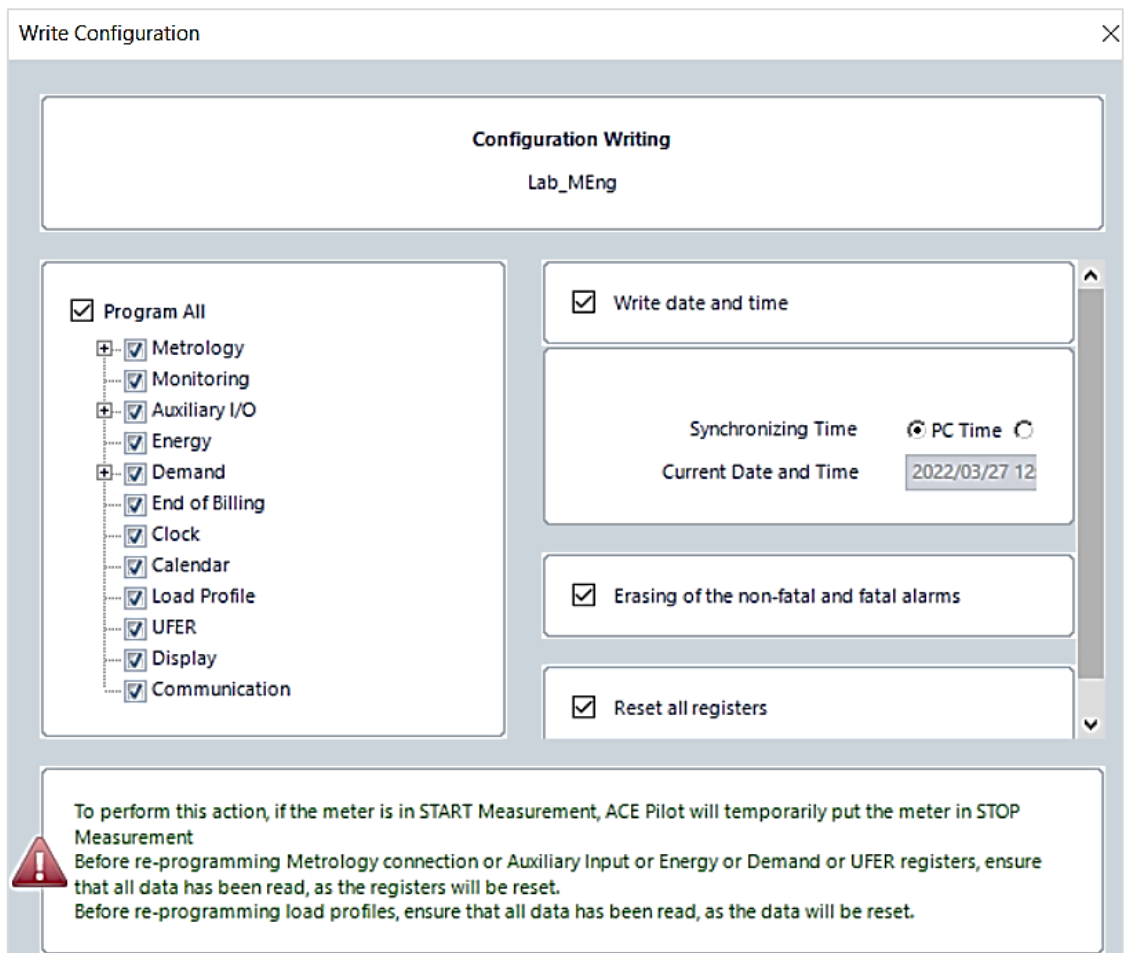 Write Configuration
Configuration Writing
Lab_MEng
Program All
Metrology
Monitoring
Auxiliary I/O
Energy
Demand
End of Billing
Clock
Calendar
Load Profile
UFER
Display
Communication
Write date and time
Synchronizing Time PC Time
Current Date and Time 2022/03/27 12:
Erasing of the non-fatal and fatal alarms
Reset all registers
To perform this action, if the meter is in START Measurement, ACE Pilot will temporarily put the meter in STOP
Measurement
Before re-programming Metrology connection or Auxiliary Input or Energy or Demand or UFER registers, ensure
that all data has been read, as the registers will be reset.
Before re-programming load profiles, ensure that all data has been read, as the data will be reset.